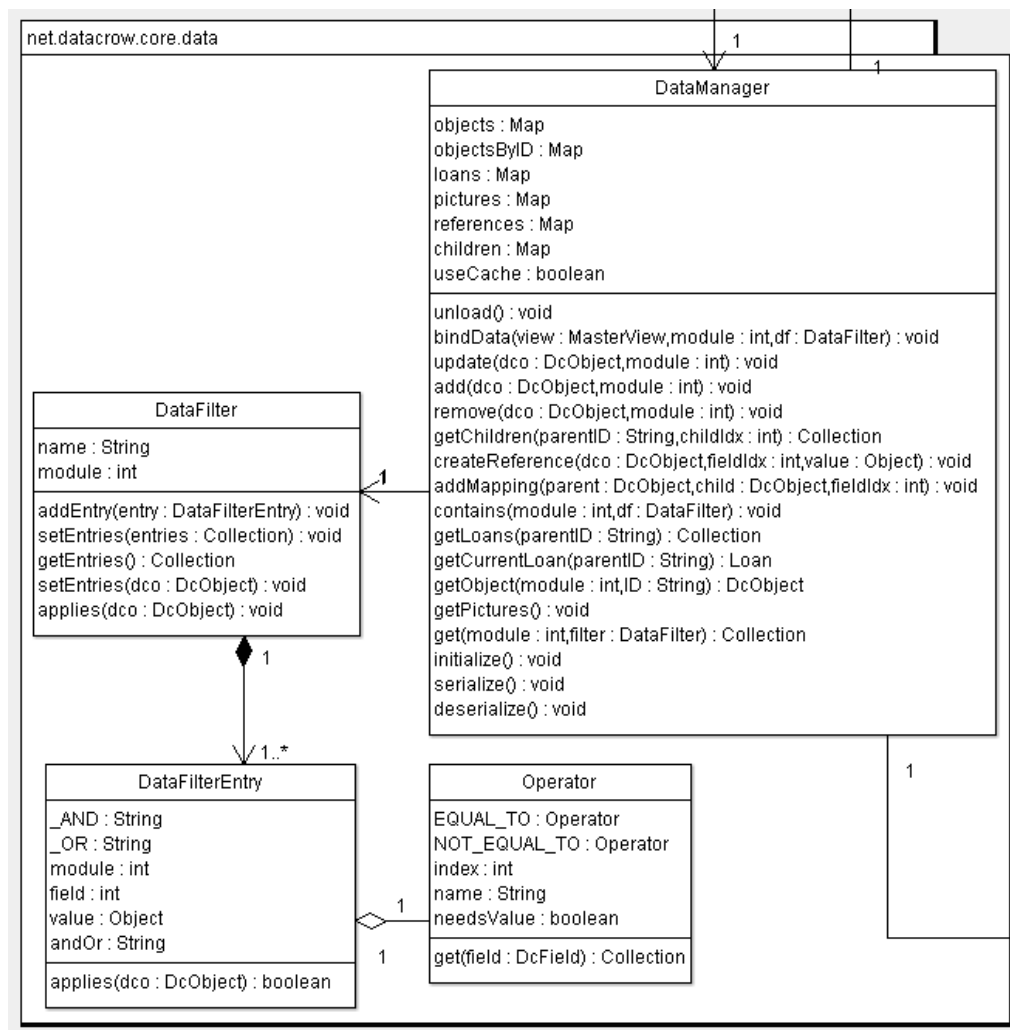 net.datacrow.core.data
1
1
DataManager
objects : Map
objectsByID : Map
loans : Map
pictures : Map
references : Map
children : Map
useCache : boolean
unload() : void
bindData(view : MasterView,module : int,df : DataFilter) : void
update(dco : DcObject,module : int) : void
add(dco : DcObject,module : int) : void
remove(dco : DcObject,module : int) : void
getChildren(parentID : String,childIdx : int) : Collection
createReference(dco : DcObject,fieldIdx : int,value : Object) : void
addMapping(parent : DcObject,child : DcObject,fieldIdx : int) : void
contains(module : int,df : DataFilter) : void
getLoans(parentID : String) : Collection
getCurrentLoan(parentID : String) : Loan
getObject(module : int,ID : String) : DcObject
getPictures() : void
get(module : int,filter : DataFilter) : Collection
initialize() : void
serialize() : void
deserialize() : void
DataFilter
name : String
module : int
addEntry(entry : DataFilterEntry) : void
setEntries(entries : Collection) : void
getEntries() : Collection
setEntries(dco : DcObject) : void
applies(dco : DcObject) : void
1
1
1..*
1
DataFilterEntry
_AND : String
_OR : String
module : int
field : int
value : Object
andOr : String
applies(dco : DcObject) : boolean
1
1
Operator
EQUAL_TO : Operator
NOT_EQUAL_TO : Operator
index : int
name : String
needsValue : boolean
get(field : DcField) : Collection